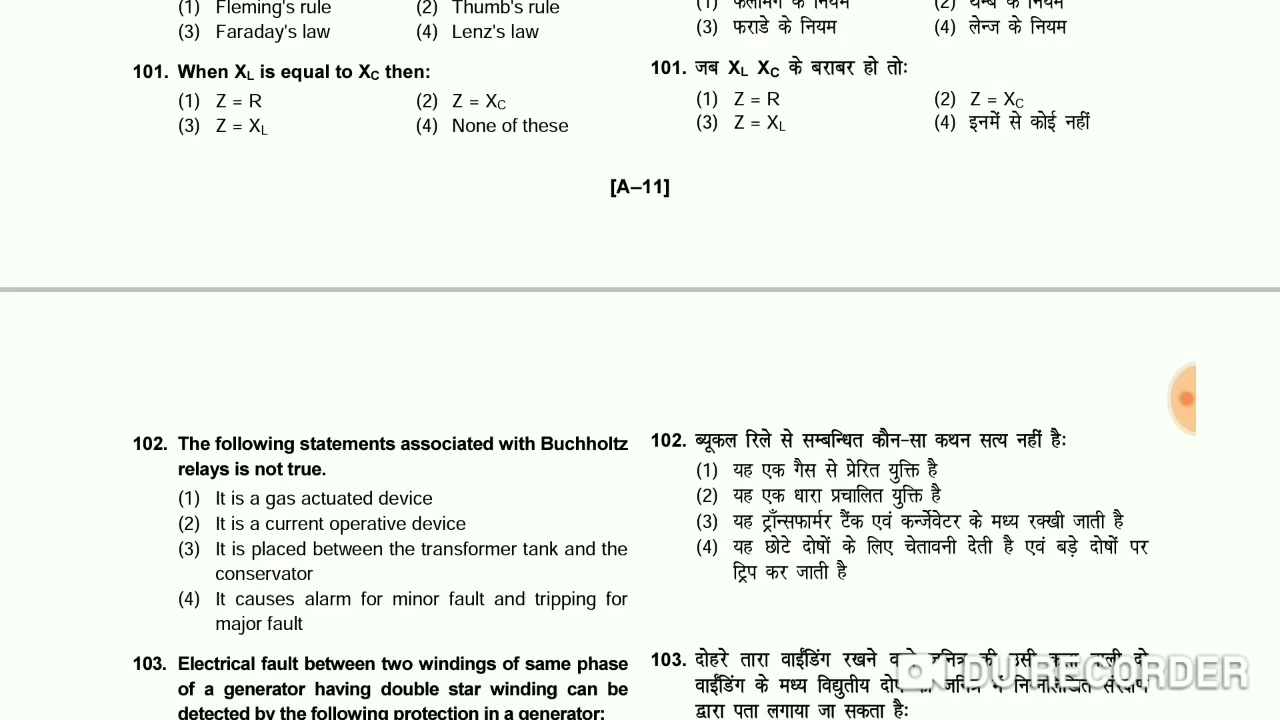 (1) Fleming's rule (2) Thumb's rule
(3) Faraday's law (4) Lenz's law
101. When XL is equal to XC then:
(1) Z = R (2) Z = XC
(3) Z = XL (4) None of these
(1) फ्लेमिंग के नियम (2) थम्ब के नियम
(3) फराडे के नियम (4) लेन्ज के नियम
101. जब XL XC के बराबर हो तोः
(1) Z = R (2) Z = XC
(3) Z = XL (4) इनमें से कोई नहीं
[A–11]
102. The following statements associated with Buchholtz
relays is not true.
(1) It is a gas actuated device
(2) It is a current operative device
(3) It is placed between the transformer tank and the
conservator
(4) It causes alarm for minor fault and tripping for
major fault
103. Electrical fault between two windings of same phase
of a generator having double star winding can be
detected by the following protection in a generator:
102. ब्यूकल रिले से सम्बन्धित कौन-सा कथन सत्य नहीं हैः
(1) यह एक गैस से प्रेरित युक्ति है
(2) यह एक धारा प्रचालित युक्ति है
(3) यह ट्राँन्सफार्मर टैंक एवं कन्जेंवेटर के मध्य रक्खी जाती है
(4) यह छोटे दोषों के लिए चेतावनी देती है एवं बड़े दोषों पर
ट्रिप कर जाती है
103. दोहरे तारा वाईंडिंग रखने की उसी दो
वाईंडिंग के मध्य विद्युतीय में
द्वारा पता लगाया जा सकता हैः
DU RECORDER